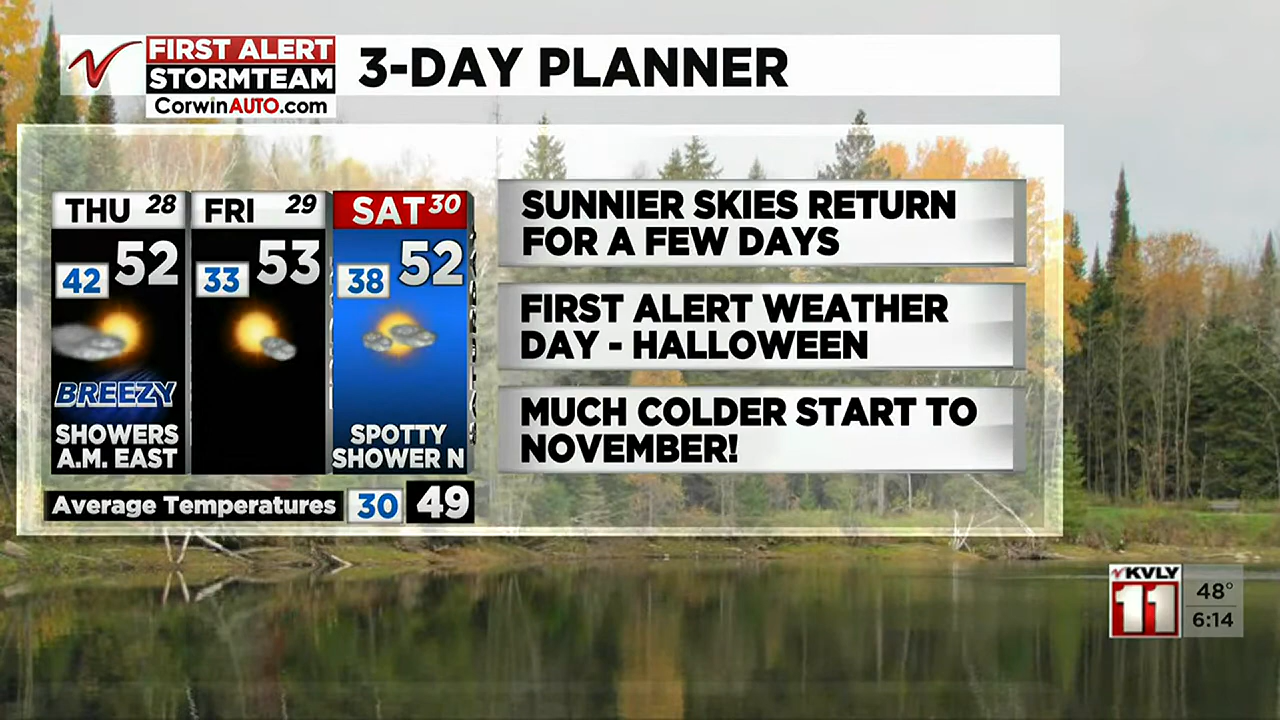 FIRST ALERT
STORMTEAM
CorwinAUTO.com
3-DAY PLANNER
THU 28
42 52
BREEZY
SHOWERS
A.M. EAST
FRI 29
33 53
SAT 30
38 52
SPOTTY
SHOWER N
Average Temperatures 30 49
SUNNIER SKIES RETURN
FOR A FEW DAYS
FIRST ALERT WEATHER
DAY - HALLOWEEN
MUCH COLDER START TO
NOVEMBER!
KVLY
11
48°
6:14